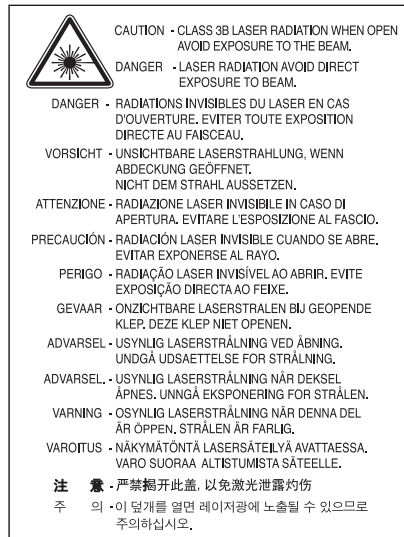 CAUTION - CLASS 3B LASER RADIATION WHEN OPEN
AVOID EXPOSURE TO THE BEAM.
DANGER - LASER RADIATION AVOID DIRECT
EXPOSURE TO BEAM.
DANGER - RADIATIONS INVISIBLES DU LASER EN CAS
D'OUVERTURE. EVITER TOUTE EXPOSITION
DIRECTE AU FAISCEAU.
VORSICHT - UNSICHTBARE LASERSTRAHLUNG, WENN
ABDECKUNG GEÖFFNET.
NICHT DEM STRAHL AUSSETZEN.
ATTENZIONE - RADIAZIONE LASER INVISIBILE IN CASO DI
APERTURA. EVITARE L'ESPOSIZIONE AL FASCIO.
PRECAUCIÓN - RADIACIÓN LASER INVISIBLE CUANDO SE ABRE.
EVITAR EXPONERSE AL RAYO.
PERIGO - RADIAÇÃO LASER INVISÍVEL AO ABRIR. EVITE
EXPOSIÇÃO DIRECTA AO FEIXE.
GEVAAR - ONZICHTBARE LASERSTRALEN BIJ GEOPENDE
KLEP. DEZE KLEP NIET OPENEN.
ADVARSEL - USYNLIG LASERSTRÅLNING VED ÅBNING.
UNDGÅ UDSAETTELSE FOR STRÅLNING.
ADVARSEL. - USYNLIG LASERSTRÅLNING NÅR DEKSEL
ÅPNES. UNNGÅ EKSPONERING FOR STRÅLEN.
VARNING - OSYNLIG LASERSTRÅLNING NÅR DENNA DEL
ÄR ÖPPEN. STRÅLEN ÄR FARLIG.
VAROITUS - NÄKYMÄTÖNTÄ LASERSÄTEILYÄ AVATTAESSA.
VARO SUORAA ALTISTUMISTA SÄTEELLE.
注 意 - 严禁揭开此盖, 以免激光泄露灼伤
주 의 - 이 덮개를 열면 레이저광에 노출될 수 있으므로
주의하십시오.